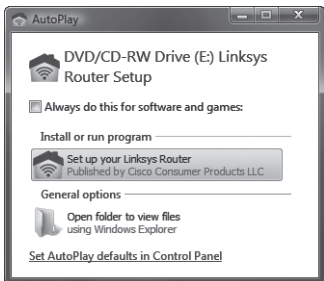 AutoPlay
DVD/CD-RW Drive (E:) Linksys
Router Setup
Always do this for software and games:
Install or run program
Set up your Linksys Router
Published by Cisco Consumer Products LLC
General options
Open folder to view files
using Windows Explorer
Set AutoPlay defaults in Control Panel